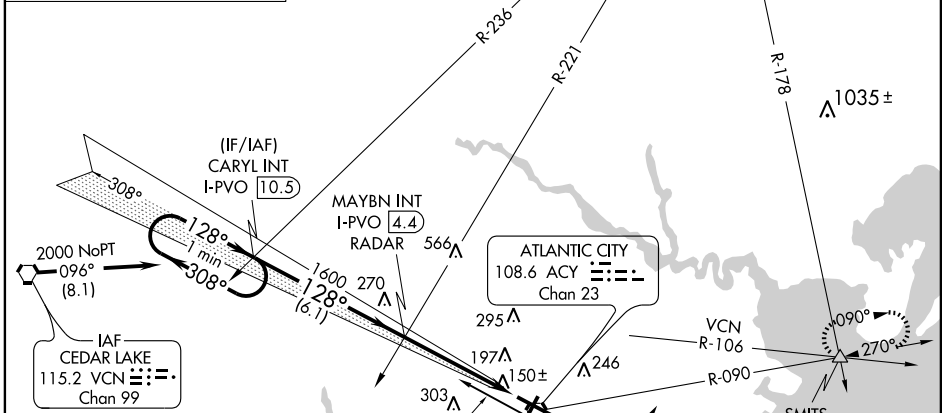 R-236
R-221
R-178
1035 ±
(IF/IAF)
CARYL INT
I-PVO 10.5
308°
MAYBN INT
I-PVO 4.4
RADAR
566
128°
1 min
308°
2000 NoPT
096°
(8.1)
1600
128°
(6.1)
270
ATLANTIC CITY
108.6 ACY
Chan 23
295
090°
270°
VCN
R-106
IAF
CEDAR LAKE
115.2 VCN
Chan 99
197
150 ±
246
R-090
303
SMITS